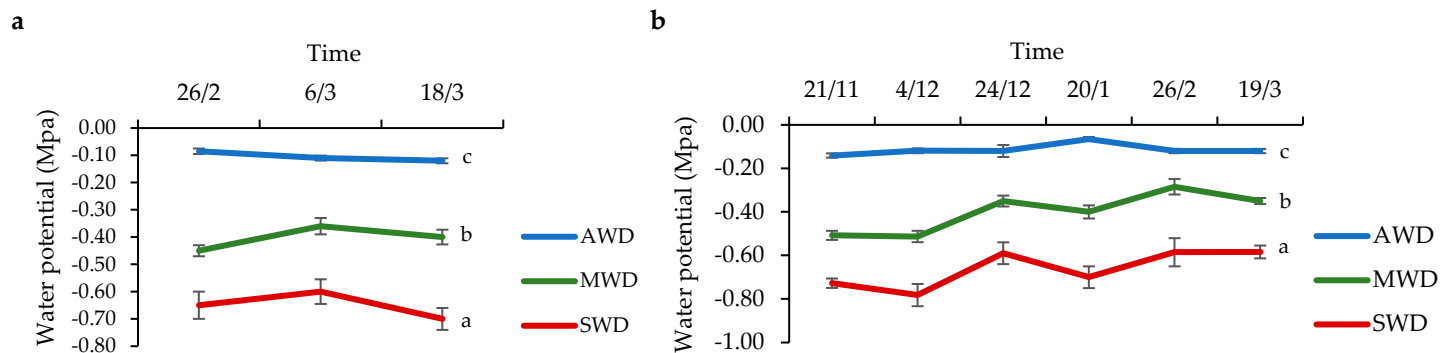 a
Time
26/2 6/3 18/3
Water potential (Mpa)
0.00
-0.10
-0.20
-0.30
-0.40
-0.50
-0.60
-0.70
-0.80
c
b
a
AWD
MWD
SWD
b
Time
21/11 4/12 24/12 20/1 26/2 19/3
Water potential (Mpa)
0.00
-0.20
-0.40
-0.60
-0.80
-1.00
c
b
a
AWD
MWD
SWD